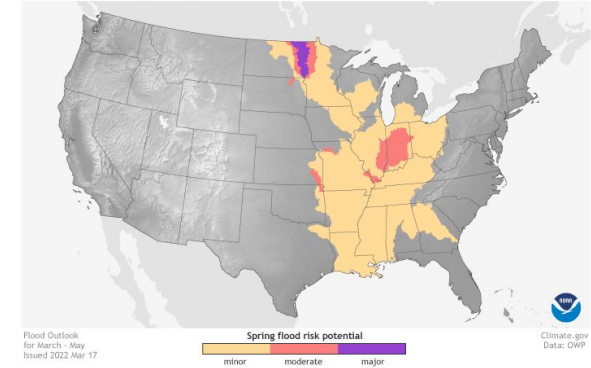 NOAA
Flood Outlook
for March - May
Issued 2022 Mar 17
Spring flood risk potential
minor moderate major
Climate.gov
Data: OWP